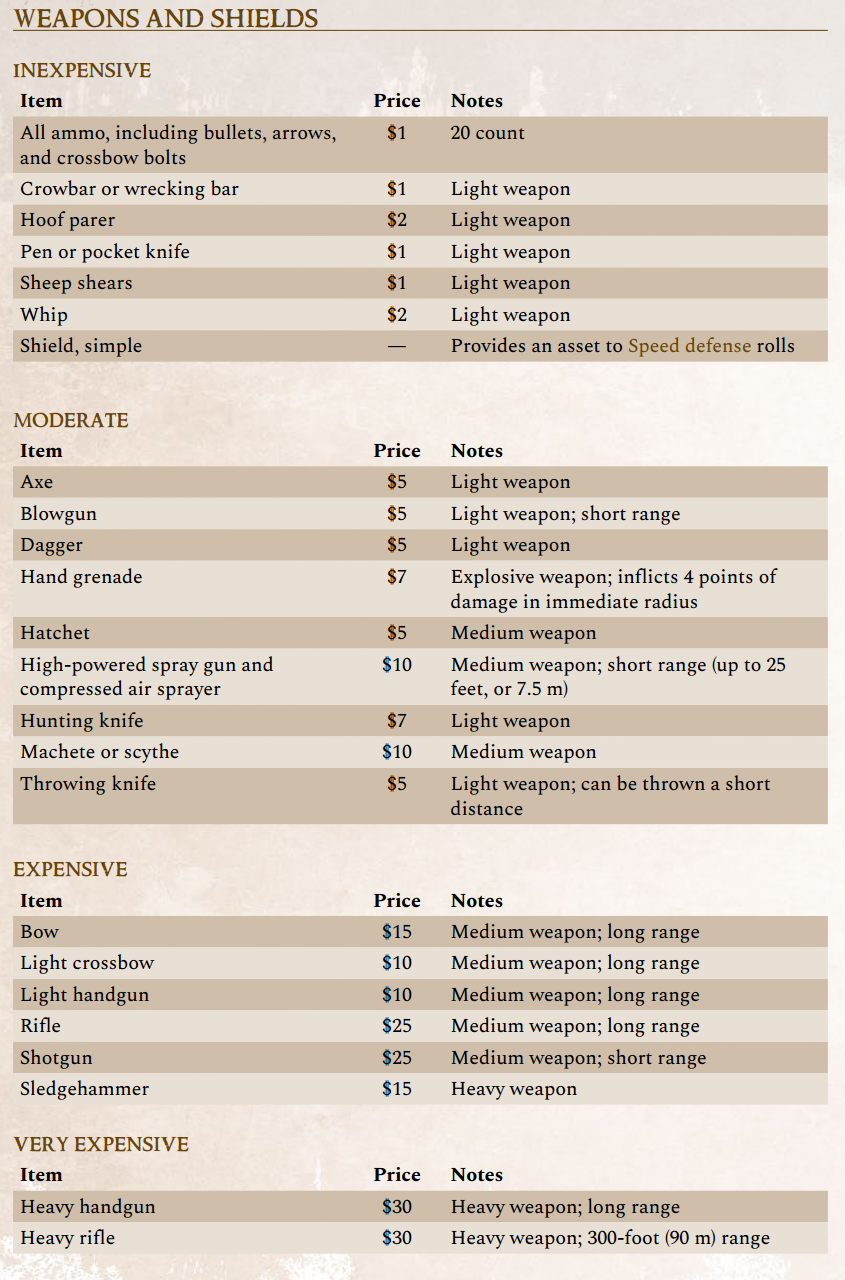 WEAPONS AND SHIELDS
INEXPENSIVE
Item Price Notes
All ammo, including bullets, arrows, $1 20 count
and crossbow bolts
Crowbar or wrecking bar $1 Light weapon
Hoof parer $2 Light weapon
Pen or pocket knife $1 Light weapon
Sheep shears $1 Light weapon
Whip $2 Light weapon
Shield, simple — Provides an asset to Speed defense rolls
MODERATE
Item Price Notes
Axe $5 Light weapon
Blowgun $5 Light weapon; short range
Dagger $5 Light weapon
Hand grenade $7 Explosive weapon; inflicts 4 points of
damage in immediate radius
Hatchet $5 Medium weapon
High-powered spray gun and $10 Medium weapon; short range (up to 25
compressed air sprayer feet, or 7.5 m)
Hunting knife $7 Light weapon
Machete or scythe $10 Medium weapon
Throwing knife $5 Light weapon; can be thrown a short
distance
EXPENSIVE
Item Price Notes
Bow $15 Medium weapon; long range
Light crossbow $10 Medium weapon; long range
Light handgun $10 Medium weapon; long range
Rifle $25 Medium weapon; long range
Shotgun $25 Medium weapon; short range
Sledgehammer $15 Heavy weapon
VERY EXPENSIVE
Item Price Notes
Heavy handgun $30 Heavy weapon; long range
Heavy rifle $30 Heavy weapon; 300-foot (90 m) range